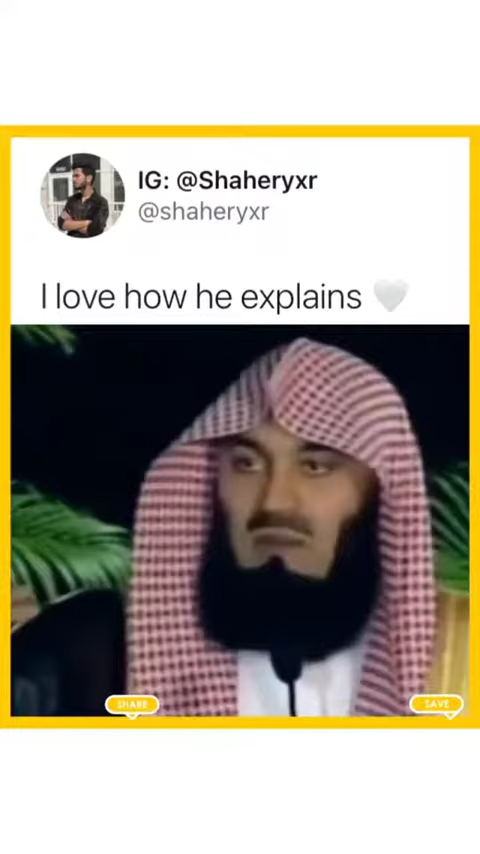 IG: @Shaheryxr
@shaheryxr
I love how he explains 🤍
SHARE
SAVE